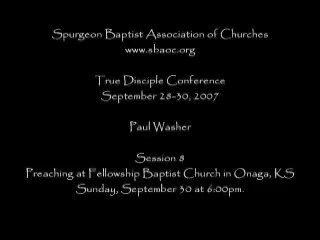 Spurgeon Baptist Association of Churches
www.sbaoc.org
True Disciple Conference
September 28-30, 2007
Paul Washer
Session 8
Preaching at Fellowship Baptist Church in Onaga, KS
Sunday, September 30 at 6:00pm.